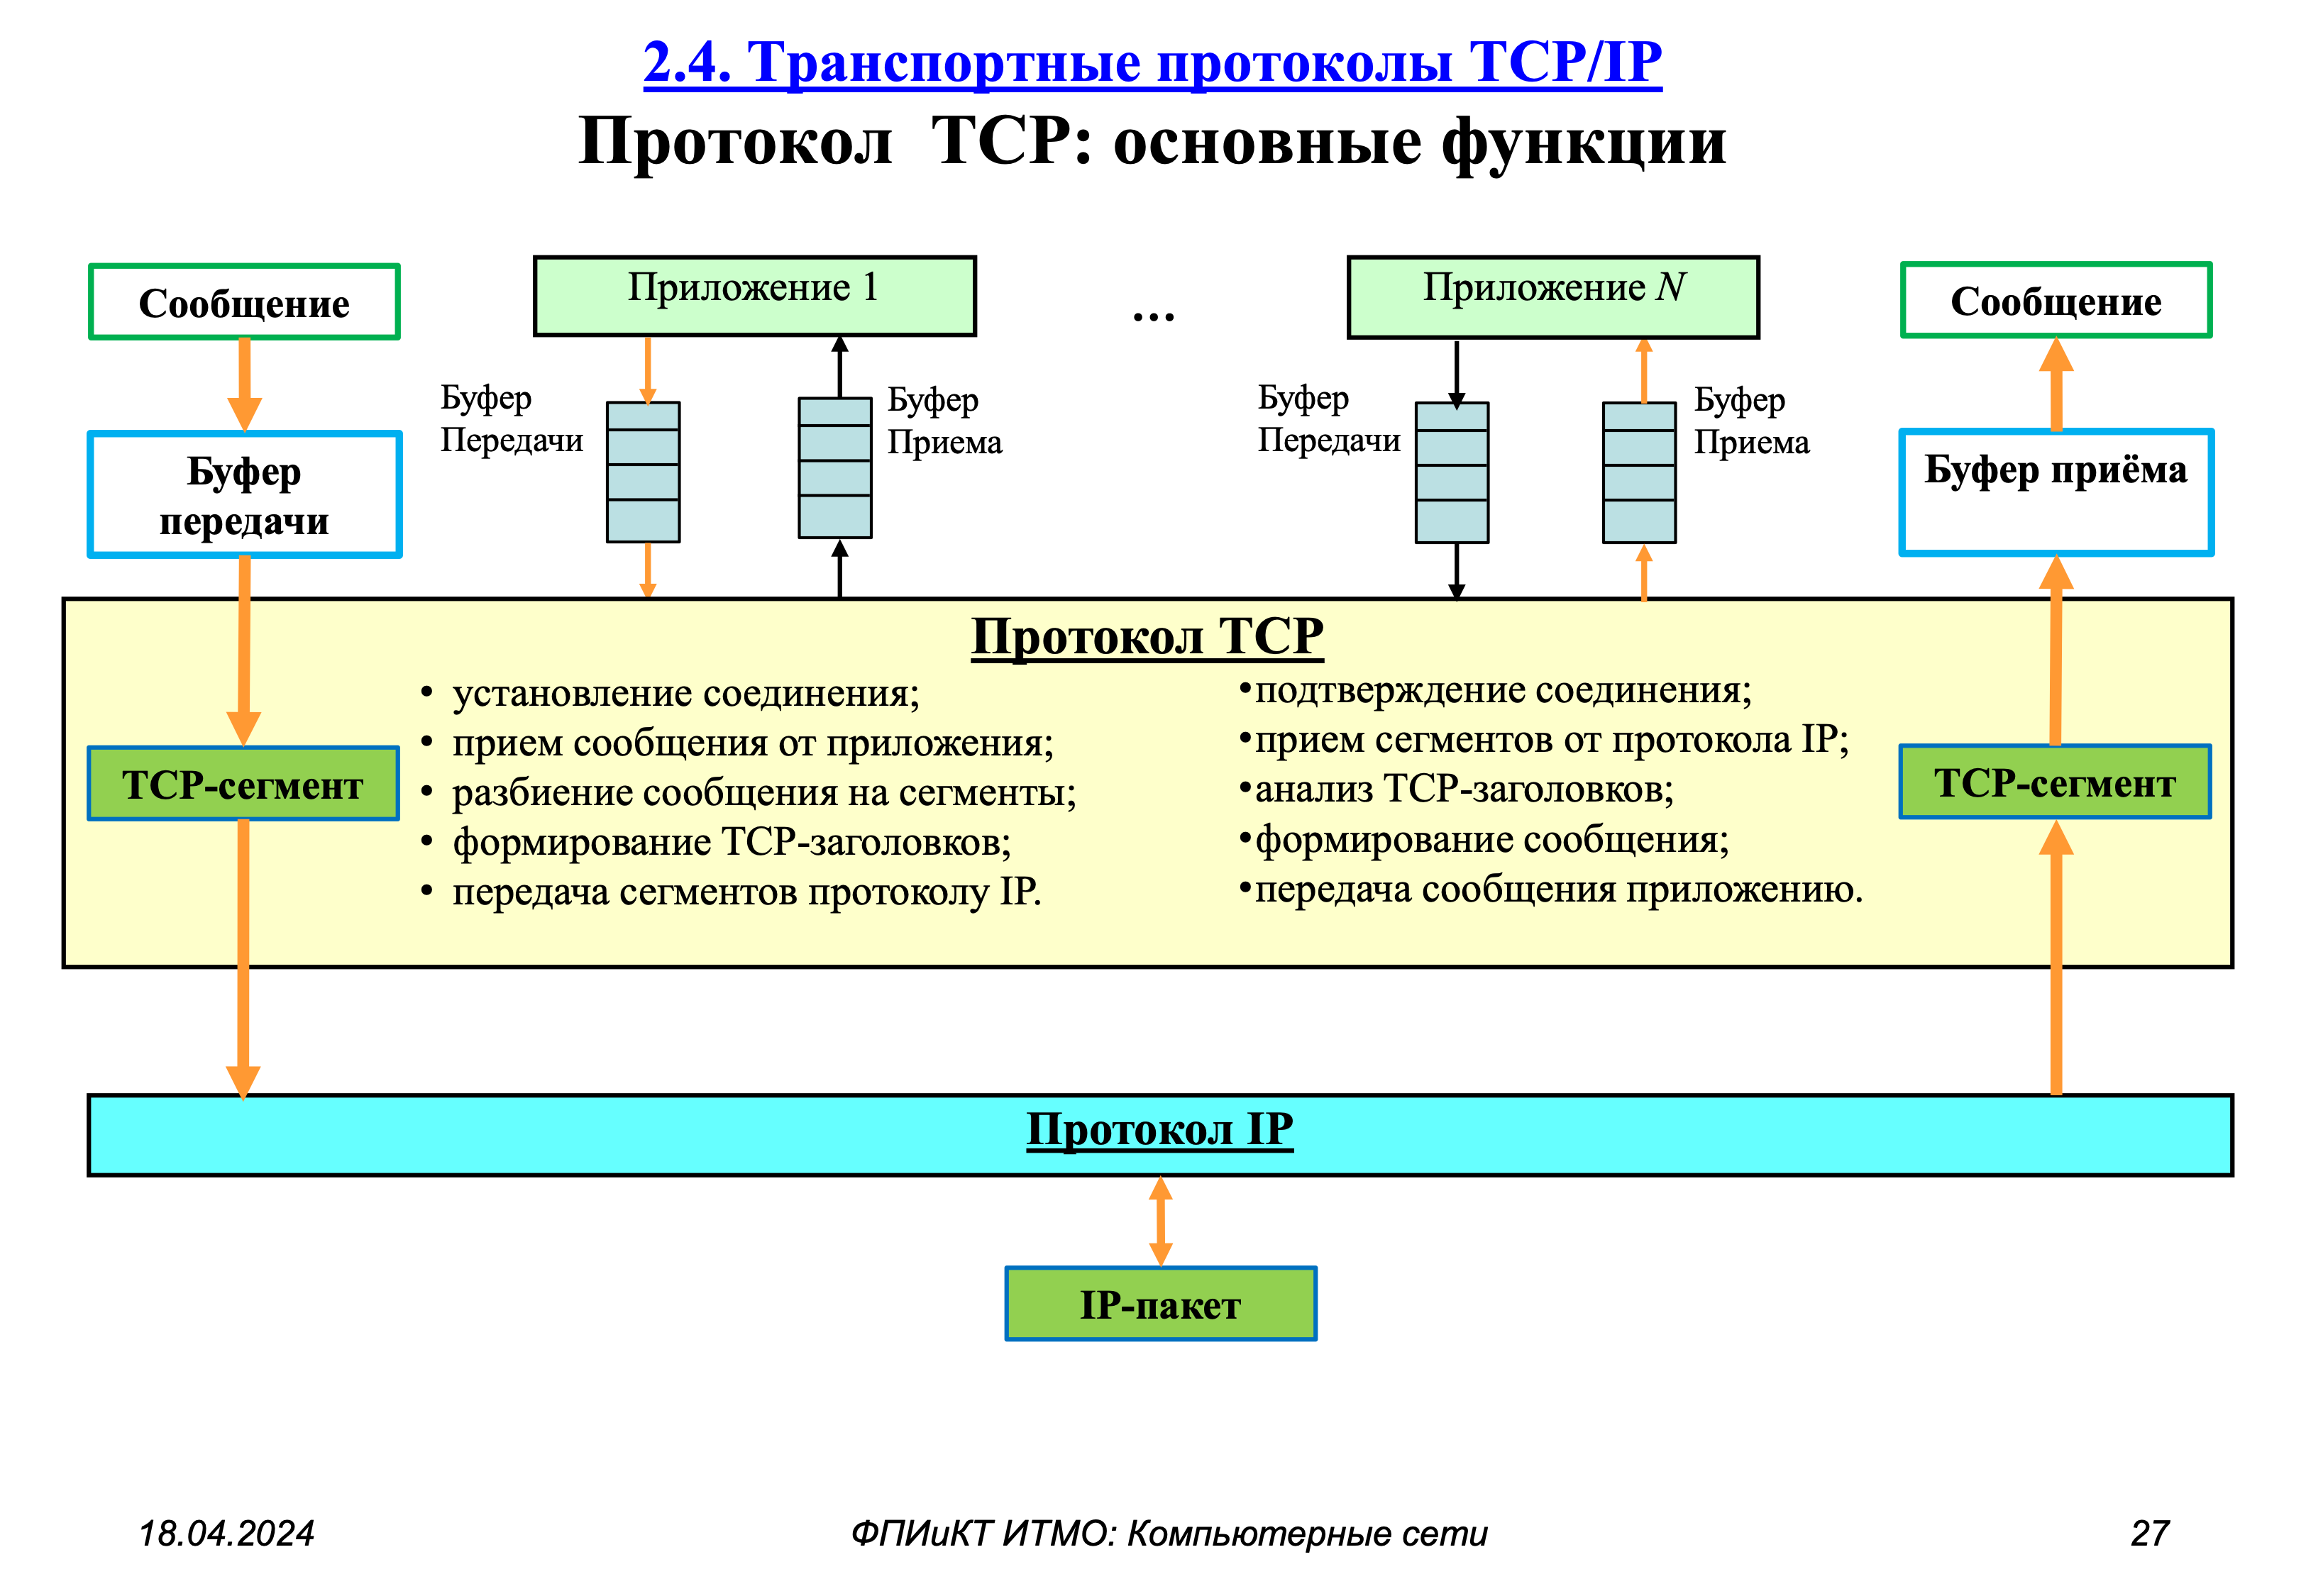 2.4. Транспортные протоколы TCP/IP
Протокол TCP: основные функции
Сообщение
Приложение 1
...
Приложение N
Сообщение
Буфер
Передачи
Буфер
Приема
Буфер
Передачи
Буфер
Приема
Буфер
передачи
Буфер приёма
Протокол TCP
• установление соединения;
• прием сообщения от приложения;
• разбиение сообщения на сегменты;
• формирование TCP-заголовков;
• передача сегментов протоколу IP.
•подтверждение соединения;
•прием сегментов от протокола IP;
•анализ TCP-заголовков;
•формирование сообщения;
•передача сообщения приложению.
TCP-сегмент
TCP-сегмент
Протокол IP
IP-пакет
18.04.2024
ФПИиКТ ИТМО: Компьютерные сети
27